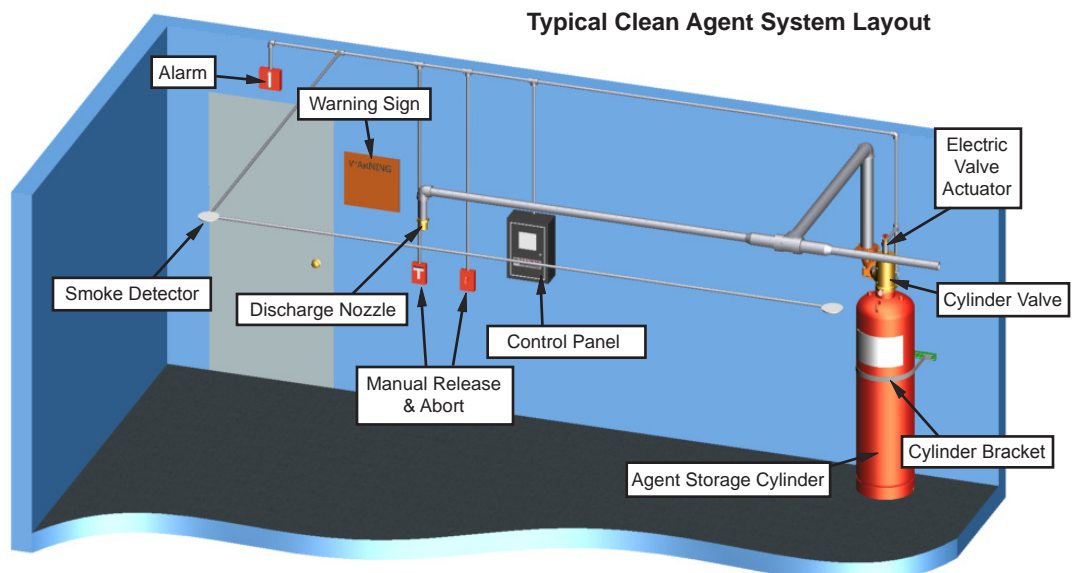 Typical Clean Agent System Layout
Alarm
Warning Sign
WARNING
Electric
Valve
Actuator
Smoke Detector
Discharge Nozzle
Control Panel
Cylinder Valve
Manual Release
& Abort
Cylinder Bracket
Agent Storage Cylinder